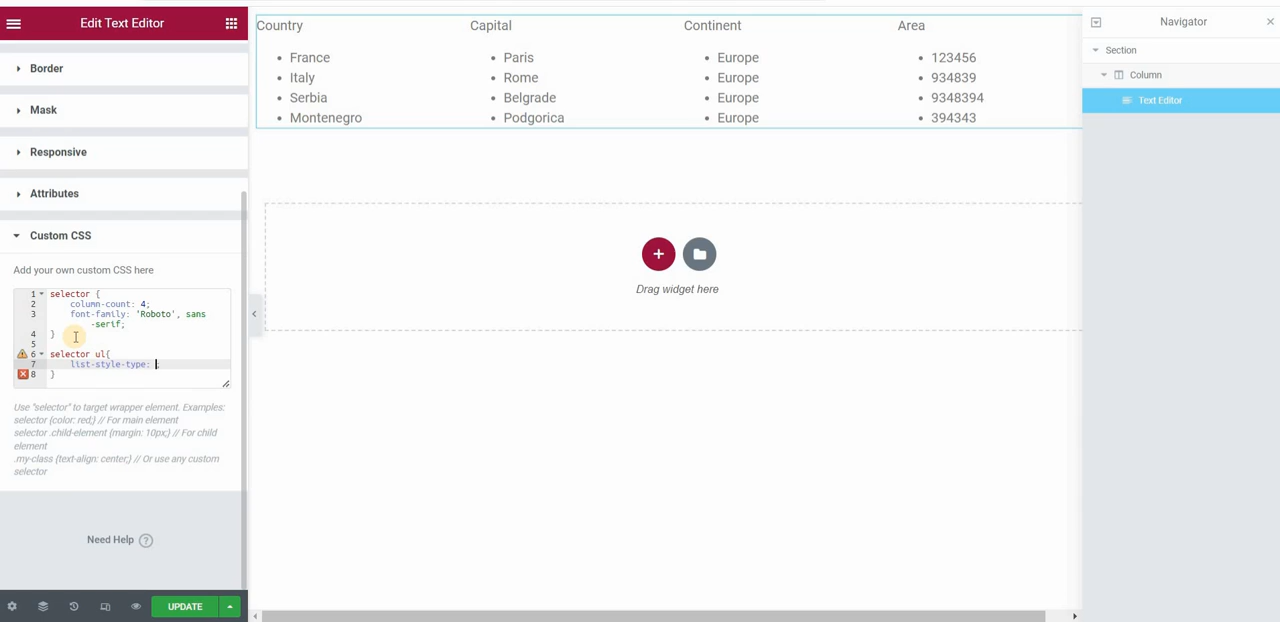 Edit Text Editor
Border
Mask
Responsive
Attributes
Custom CSS
Add your own custom CSS here
1 selector {
2 column-count: 4;
3 font-family: 'Roboto', sans
-serif;
4 }
5
6 selector ul{
7 list-style-type: ;
8 }
Use "selector" to target wrapper element. Examples:
selector {color: red;} // For main element
selector .child-element {margin: 10px;} // For child
element
.my-class {text-align: center;} // Or use any custom
selector
Need Help ?
UPDATE
Country Capital Continent Area
• France • Paris • Europe • 123456
• Italy • Rome • Europe • 934839
• Serbia • Belgrade • Europe • 9348394
• Montenegro • Podgorica • Europe • 394343
Drag widget here
Navigator
Section
Column
Text Editor